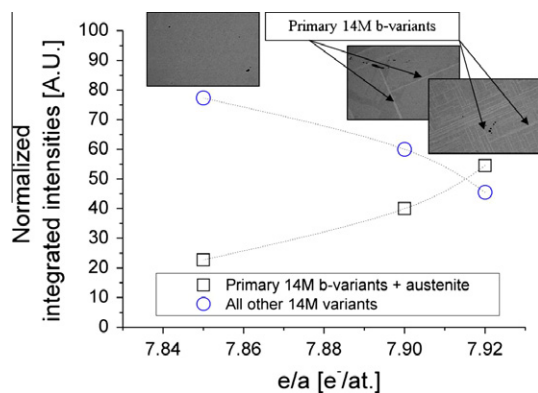 Primary 14M b-variants
Normalized
integrated intensities [A.U.]
100
90
80
70
60
50
40
30
20
10
0
Primary 14M b-variants + austenite
All other 14M variants
7.84 7.86 7.88 7.90 7.92
e/a [e⁻/at.]